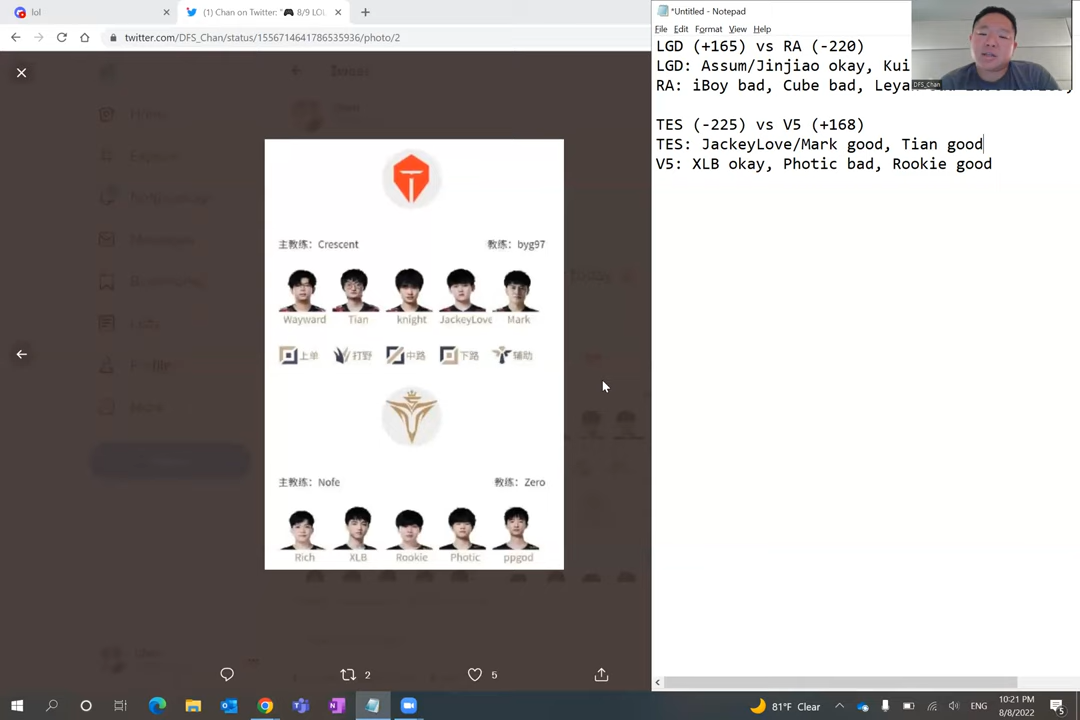 lol
(1) Chan on Twitter: "🎮 8/9 LOL
twitter.com/DFS_Chan/status/1556714641786535936/photo/2
主教练：Crescent
教练：byg97
Wayward
Tian
knight
JackeyLove
Mark
上单
打野
中路
下路
辅助
主教练：Nofe
教练：Zero
Rich
XLB
Rookie
Photic
ppgod
2
5
*Untitled - Notepad
File Edit Format View Help
LGD (+165) vs RA (-220)
LGD: Assum/Jinjiao okay, Kui
RA: iBoy bad, Cube bad,
TES (-225) vs V5 (+168)
TES: JackeyLove/Mark good, Tian good
V5: XLB okay, Photic bad, Rookie good
DFS_Chan
81°F Clear
ENG
10:21 PM
8/8/2022
5